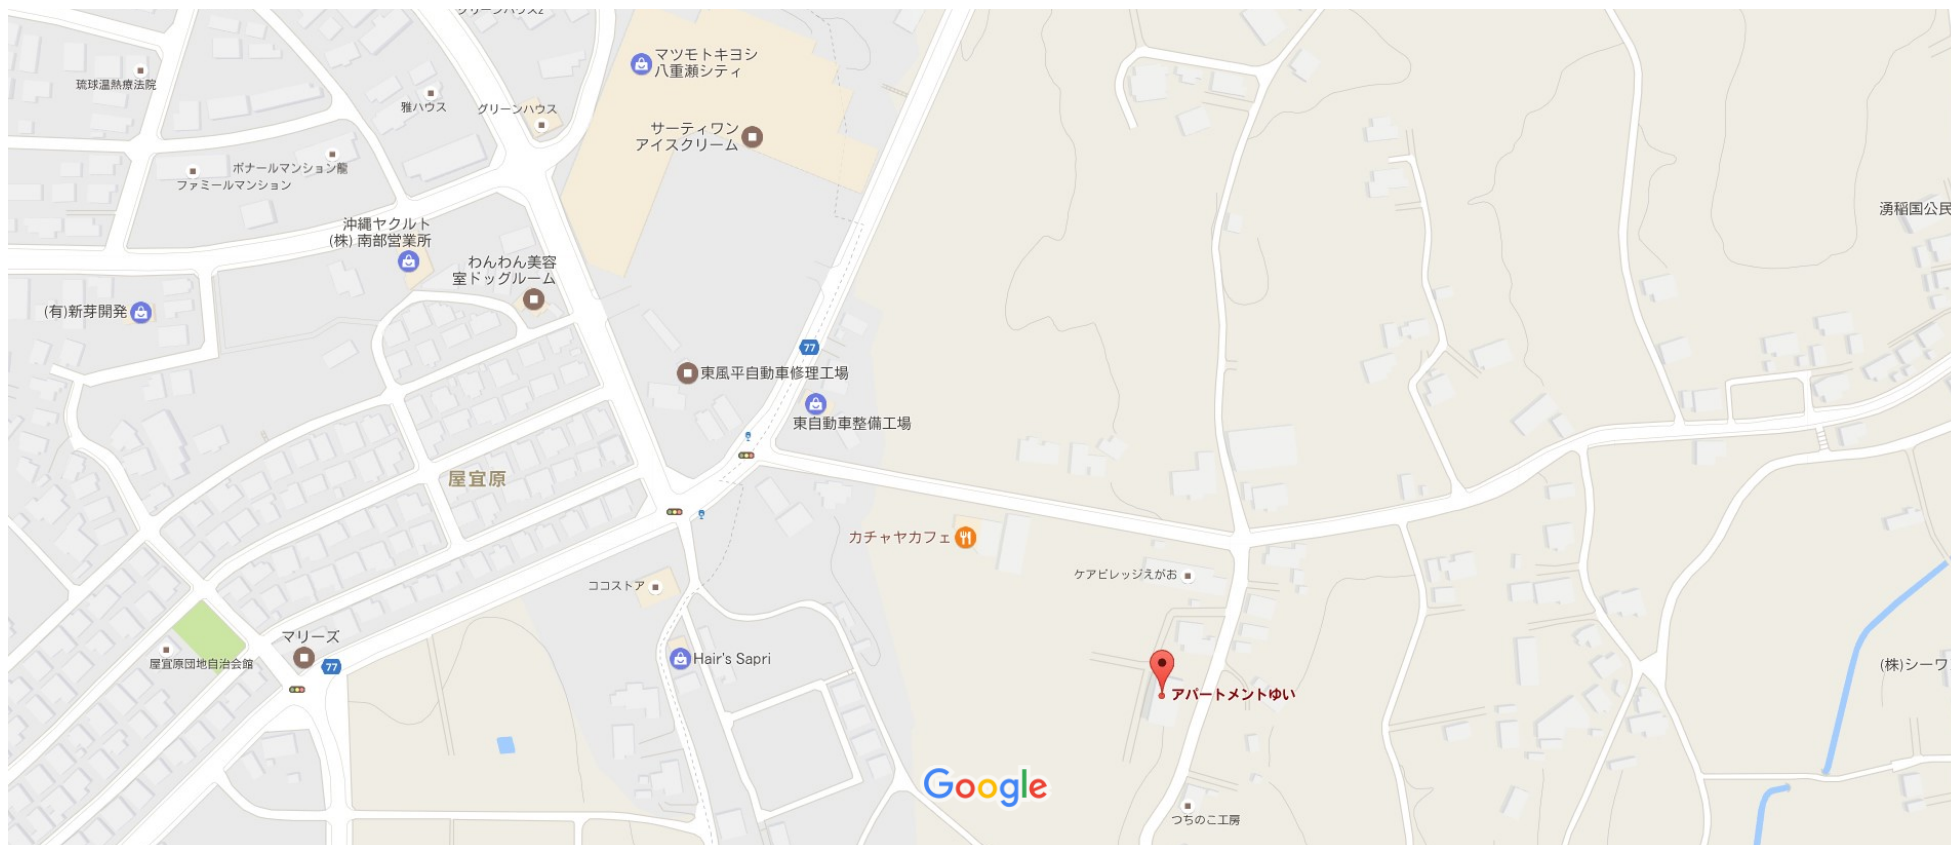 グリーンハウス2
マツモトキヨシ
八重瀬シティ
琉球温熱療法院
雅ハウス
グリーンハウス
サーティワン
アイスクリーム
ボナールマンション龍
ファミールマンション
沖縄ヤクルト
(株) 南部営業所
湧稲国公民
わんわん美容
室ドッグルーム
(有)新芽開発
77
東風平自動車修理工場
東自動車整備工場
屋宜原
カチャヤカフェ
ケアビレッジえがお
ココストア
マリーズ
屋宜原団地自治会館
77
Hair's Sapri
(株)シーワ
アパートメントゆい
Google
つちのこ工房